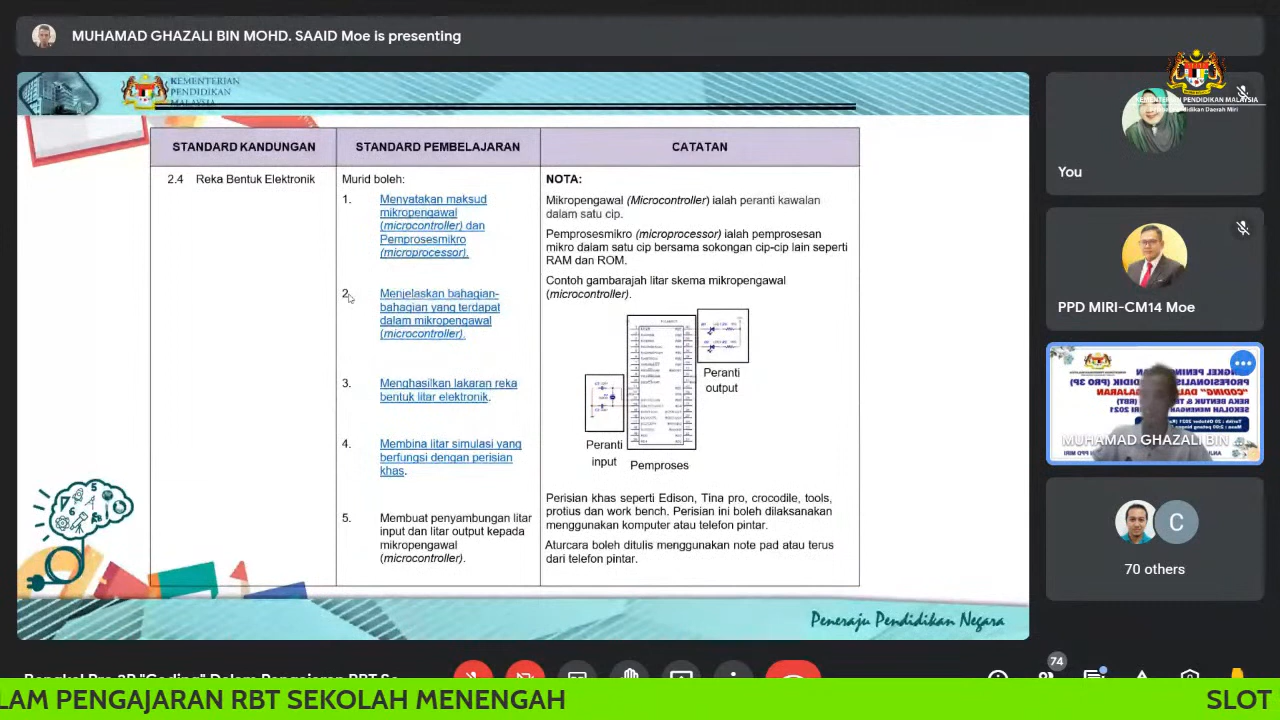 MUHAMAD GHAZALI BIN MOHD. SAAID Moe is presenting
KEMENTERIAN
PENDIDIKAN
MALAYSIA
KEMENTERIAN PENDIDIKAN MALAYSIA
STANDARD KANDUNGAN
STANDARD PEMBELAJARAN
CATATAN
2.4 Reka Bentuk Elektronik
Murid boleh:
1. Menyatakan maksud
mikropengawal
(microcontroller) dan
Pemprosesmikro
(microprocessor).
2. Menjelaskan bahagian-
bahagian yang terdapat
dalam mikropengawal
(microcontroller).
3. Menghasilkan lakaran reka
bentuk litar elektronik.
4. Membina litar simulasi yang
berfungsi dengan perisian
khas.
5. Membuat penyambungan litar
input dan litar output kepada
mikropengawal
(microcontroller).
NOTA:
Mikropengawal (Microcontroller) ialah peranti kawalan
dalam satu cip.
Pemprosesmikro (microprocessor) ialah pemprosesan
mikro dalam satu cip bersama sokongan cip-cip lain seperti
RAM dan ROM.
Contoh gambarajah litar skema mikropengawal
(microcontroller).
Peranti
output
Peranti
input
Pemproses
Perisian khas seperti Edison, Tina pro, crocodile, tools,
protius dan work bench. Perisian ini boleh dilaksanakan
menggunakan komputer atau telefon pintar.
Aturcara boleh ditulis menggunakan note pad atau terus
dari telefon pintar.
Peneraju Pendidikan Negara
You
PPD MIRI-CM14 Moe
MUHAMAD GHAZALI BIN
C
70 others
74
LAM PENGAJARAN RBT SEKOLAH MENENGAH
SLOT